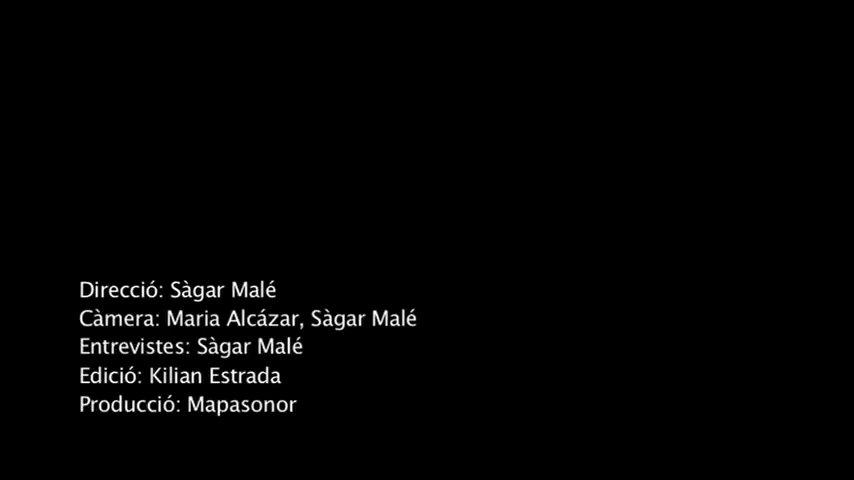 Direcció: Sàgar Malé
Càmera: Maria Alcázar, Sàgar Malé
Entrevistes: Sàgar Malé
Edició: Kilian Estrada
Producció: Mapasonor